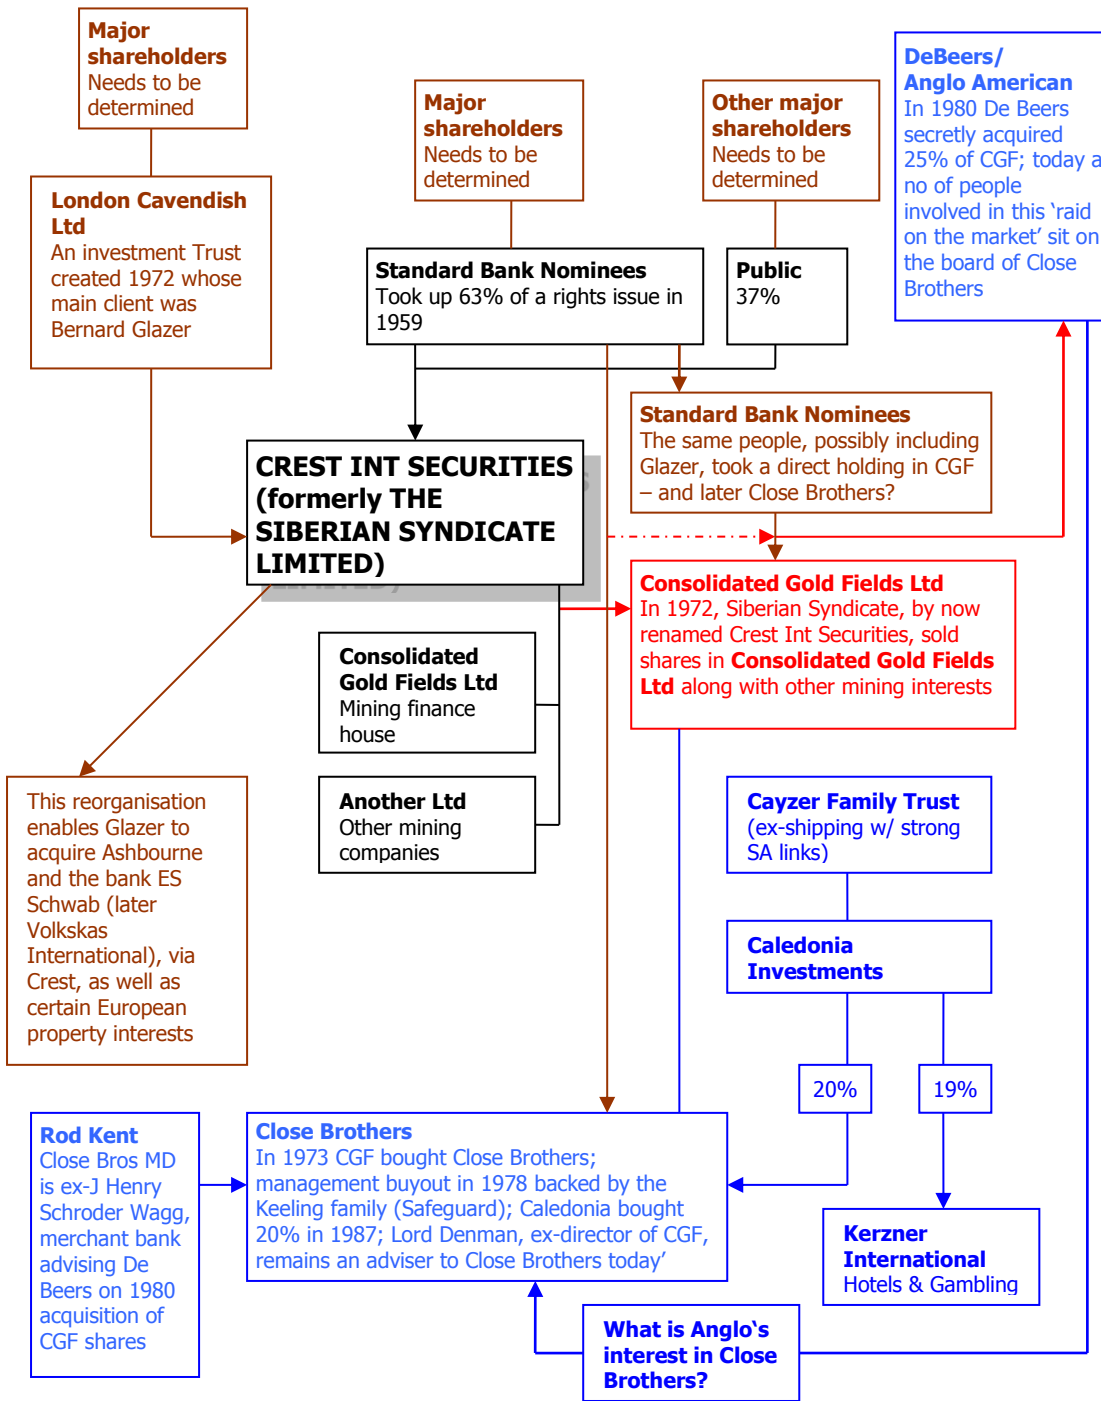 Major
shareholders
Needs to be
determined
Major
shareholders
Needs to be
determined
Other major
shareholders
Needs to be
determined
DeBeers/
Anglo American
In 1980 De Beers
secretly acquired
25% of CGF; today a
no of people
involved in this ‘raid
on the market’ sit on
the board of Close
Brothers
London Cavendish
Ltd
An investment Trust
created 1972 whose
main client was
Bernard Glazer
Standard Bank Nominees
Took up 63% of a rights issue in
1959
Public
37%
Standard Bank Nominees
The same people, possibly including
Glazer, took a direct holding in CGF
– and later Close Brothers?
CREST INT SECURITIES
(formerly THE
SIBERIAN SYNDICATE
LIMITED)
Consolidated Gold Fields Ltd
In 1972, Siberian Syndicate, by now
renamed Crest Int Securities, sold
shares in Consolidated Gold Fields
Ltd along with other mining interests
Consolidated
Gold Fields Ltd
Mining finance
house
Another Ltd
Other mining
companies
This reorganisation
enables Glazer to
acquire Ashbourne
and the bank ES
Schwab (later
Volkskas
International), via
Crest, as well as
certain European
property interests
Cayzer Family Trust
(ex-shipping w/ strong
SA links)
Caledonia
Investments
20%
19%
Rod Kent
Close Bros MD
is ex-J Henry
Schroder Wagg,
merchant bank
advising De
Beers on 1980
acquisition of
CGF shares
Close Brothers
In 1973 CGF bought Close Brothers;
management buyout in 1978 backed by the
Keeling family (Safeguard); Caledonia bought
20% in 1987; Lord Denman, ex-director of CGF,
remains an adviser to Close Brothers today’
Kerzner
International
Hotels & Gambling
What is Anglo‘s
interest in Close
Brothers?